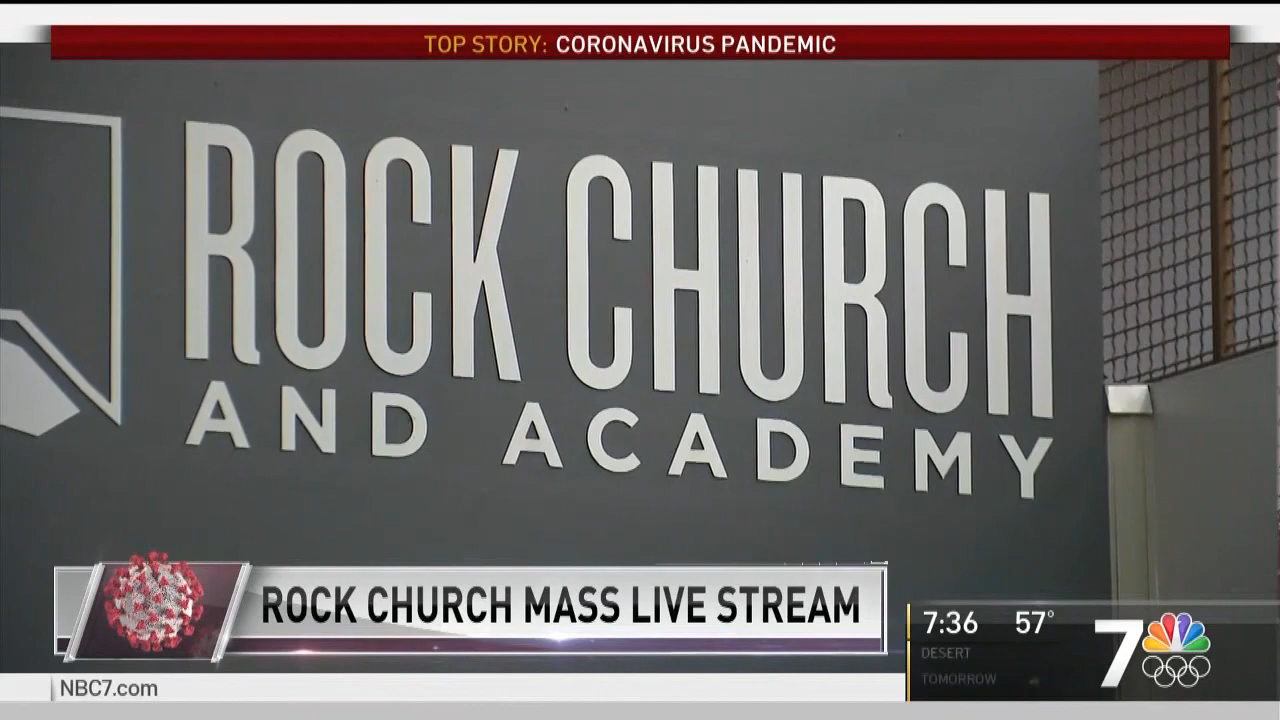 TOP STORY: CORONAVIRUS PANDEMIC
ROCK CHURCH
AND ACADEMY
ROCK CHURCH MASS LIVE STREAM
7:36 57°
DESERT
TOMORROW
7
NBC7.com